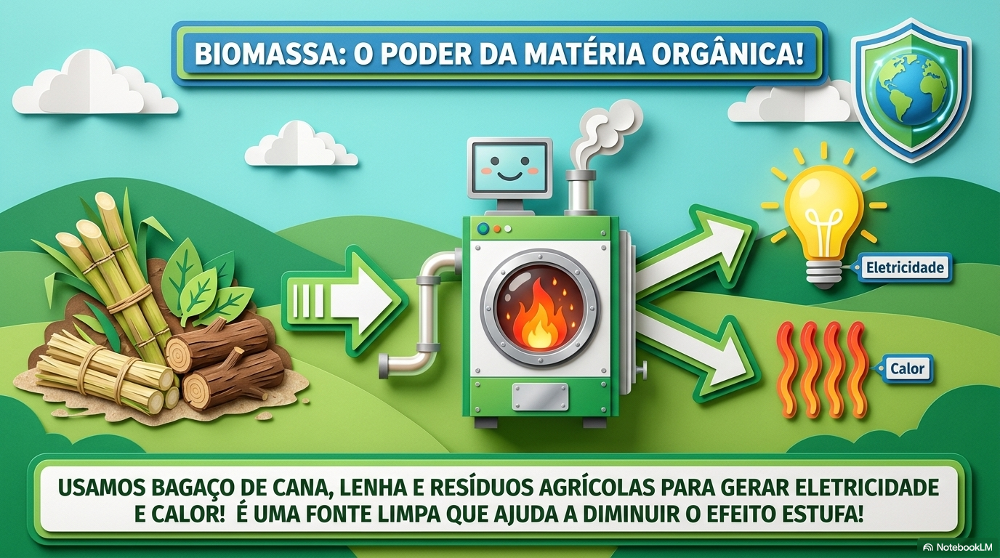 BIOMASSA: O PODER DA MATÉRIA ORGÂNICA!
Eletricidade
Calor
USAMOS BAGAÇO DE CANA, LENHA E RESÍDUOS AGRÍCOLAS PARA GERAR ELETRICIDADE
E CALOR! É UMA FONTE LIMPA QUE AJUDA A DIMINUIR O EFEITO ESTUFA!
NotebookLM